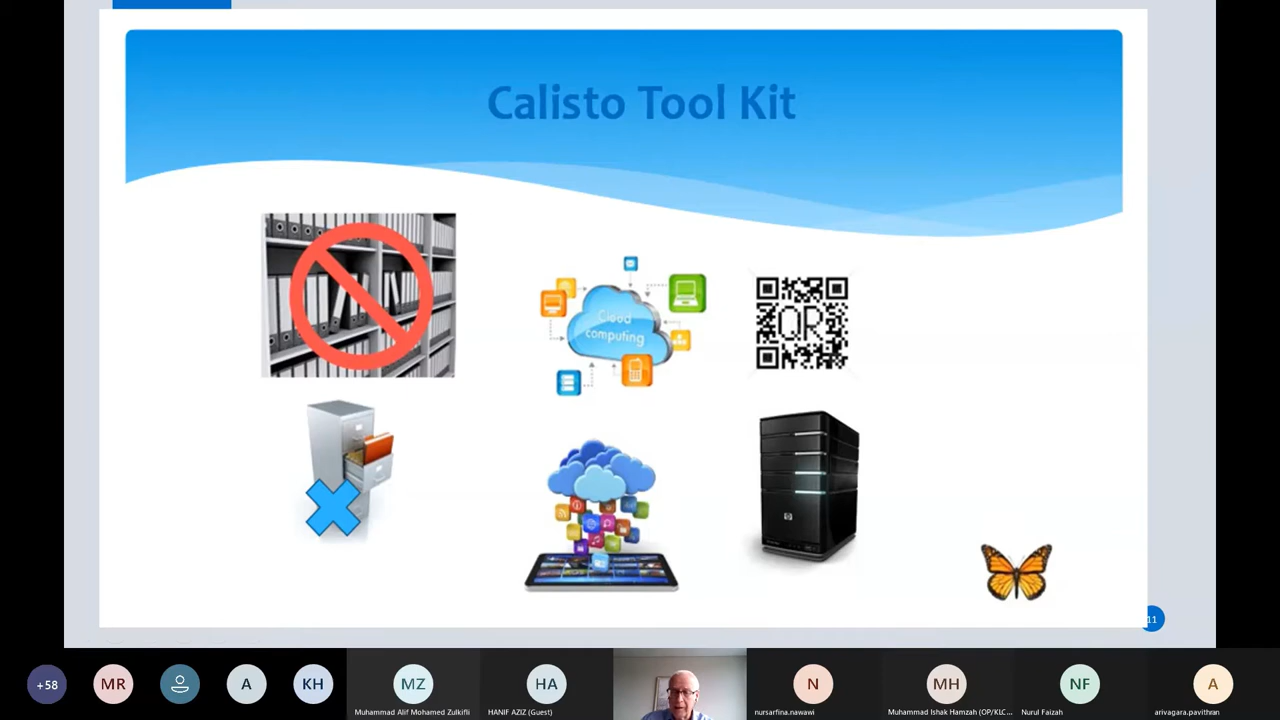 Calisto Tool Kit
Cloud
computing
QR
11
+58
MR
A
KH
MZ
HA
N
MH
NF
A
Muhammad Alif Mohamed Zulkifli
HANIF AZIZ (Guest)
nursarfina.nawawi
Muhammad Ishak Hamzah (OP/KLC...
Nurul Faizah
arivagara.pavithran